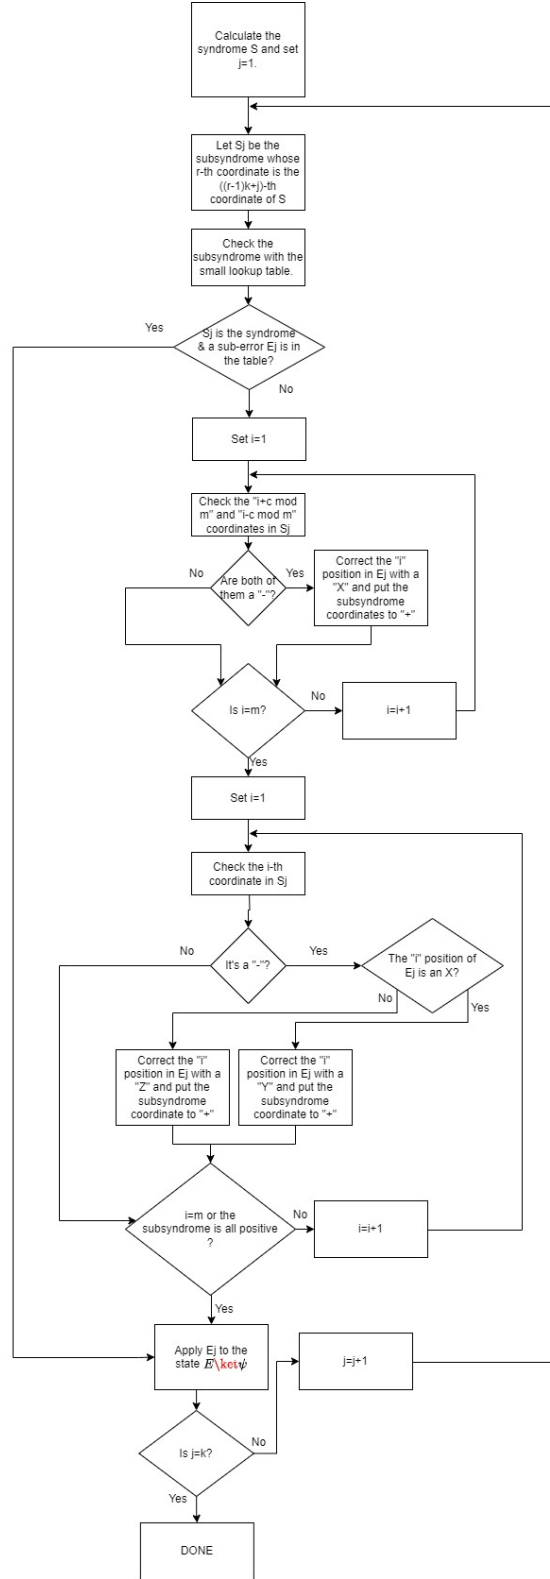 Calculate the
syndrome S and set
j=1.
Let Sj be the
subsyndrome whose
r-th coordinate is the
((r-1)k+j)-th
coordinate of S
Check the
subsyndrome with the
small lookup table.
Yes
Sj is the syndrome
& a sub-error Ej is in
the table?
No
Set i=1
Check the "i+c mod
m" and "i-c mod m"
coordinates in Sj
No
Are both of
them a "-"?
Yes
Correct the "i"
position in Ej with a
"X" and put the
subsyndrome
coordinates to "+"
Is i=m?
No
i=i+1
Yes
Set i=1
Check the i-th
coordinate in Sj
No
It's a "-"?
Yes
The "i" position of
Ej is an X?
No
Yes
Correct the "i"
position in Ej with a
"Z" and put the
subsyndrome
coordinate to "+"
Correct the "i"
position in Ej with a
"Y" and put the
subsyndrome
coordinate to "+"
i=m or the
subsyndrome is all positive
?
No
i=i+1
Yes
Apply Ej to the
state E\ketψ
j=j+1
Is j=k?
No
Yes
DONE